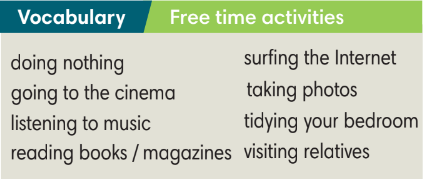 Vocabulary Free time activities
doing nothing
going to the cinema
listening to music
reading books / magazines
surfing the Internet
taking photos
tidying your bedroom
visiting relatives